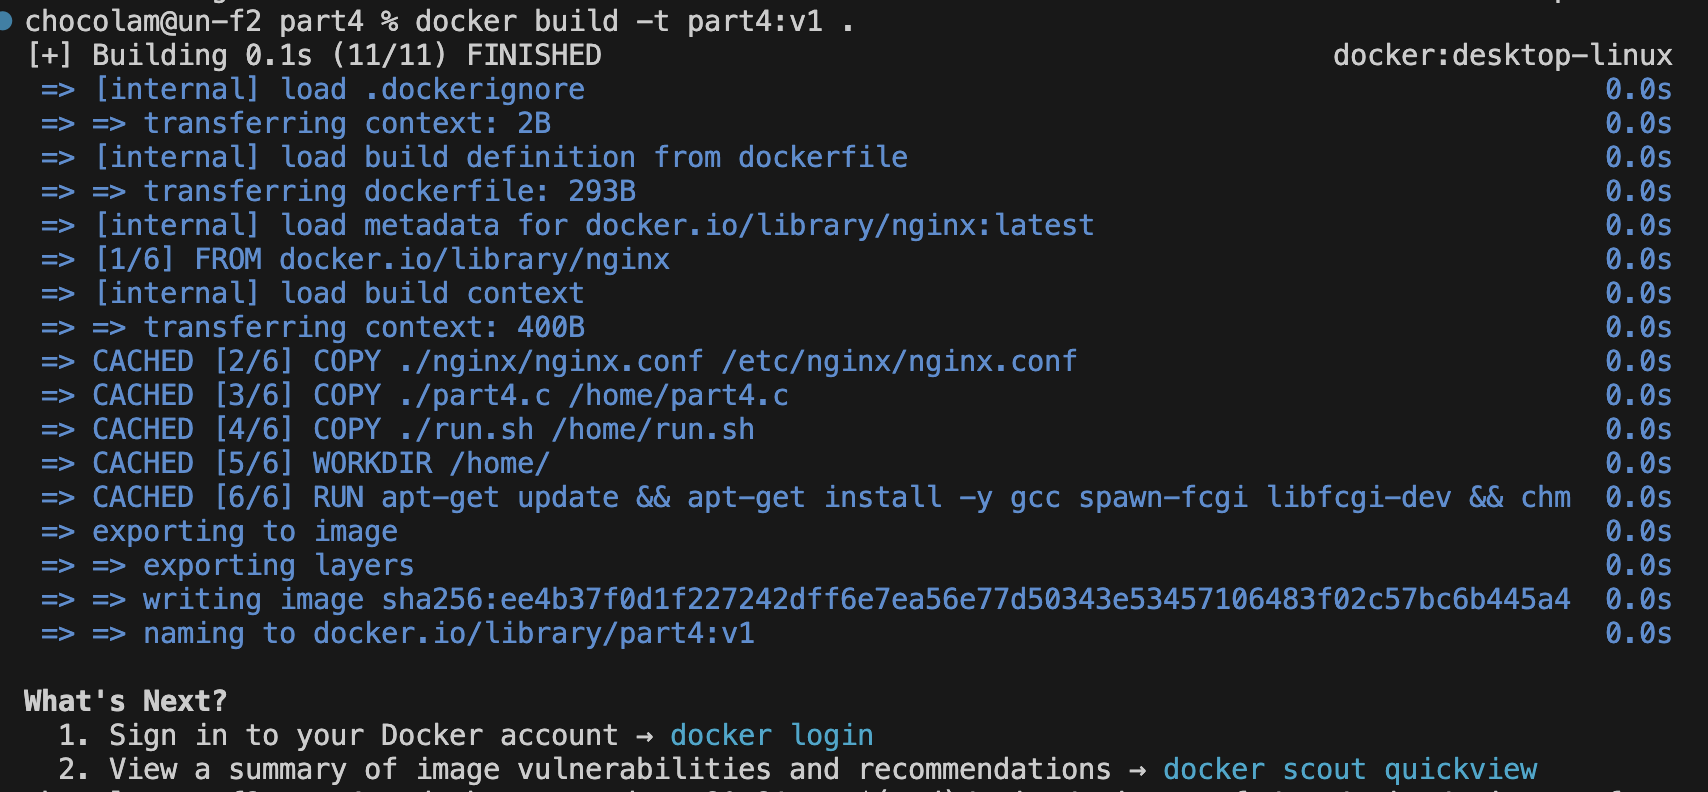 chocolam@un-f2 part4 % docker build -t part4:v1 .
[+] Building 0.1s (11/11) FINISHED docker:desktop-linux
=> [internal] load .dockerignore 0.0s
=> => transferring context: 2B 0.0s
=> [internal] load build definition from dockerfile 0.0s
=> => transferring dockerfile: 293B 0.0s
=> [internal] load metadata for docker.io/library/nginx:latest 0.0s
=> [1/6] FROM docker.io/library/nginx 0.0s
=> [internal] load build context 0.0s
=> => transferring context: 400B 0.0s
=> CACHED [2/6] COPY ./nginx/nginx.conf /etc/nginx/nginx.conf 0.0s
=> CACHED [3/6] COPY ./part4.c /home/part4.c 0.0s
=> CACHED [4/6] COPY ./run.sh /home/run.sh 0.0s
=> CACHED [5/6] WORKDIR /home/ 0.0s
=> CACHED [6/6] RUN apt-get update && apt-get install -y gcc spawn-fcgi libfcgi-dev && chm 0.0s
=> exporting to image 0.0s
=> => exporting layers 0.0s
=> => writing image sha256:ee4b37f0d1f227242dff6e7ea56e77d50343e53457106483f02c57bc6b445a4 0.0s
=> => naming to docker.io/library/part4:v1 0.0s
What's Next?
1. Sign in to your Docker account → docker login
2. View a summary of image vulnerabilities and recommendations → docker scout quickview